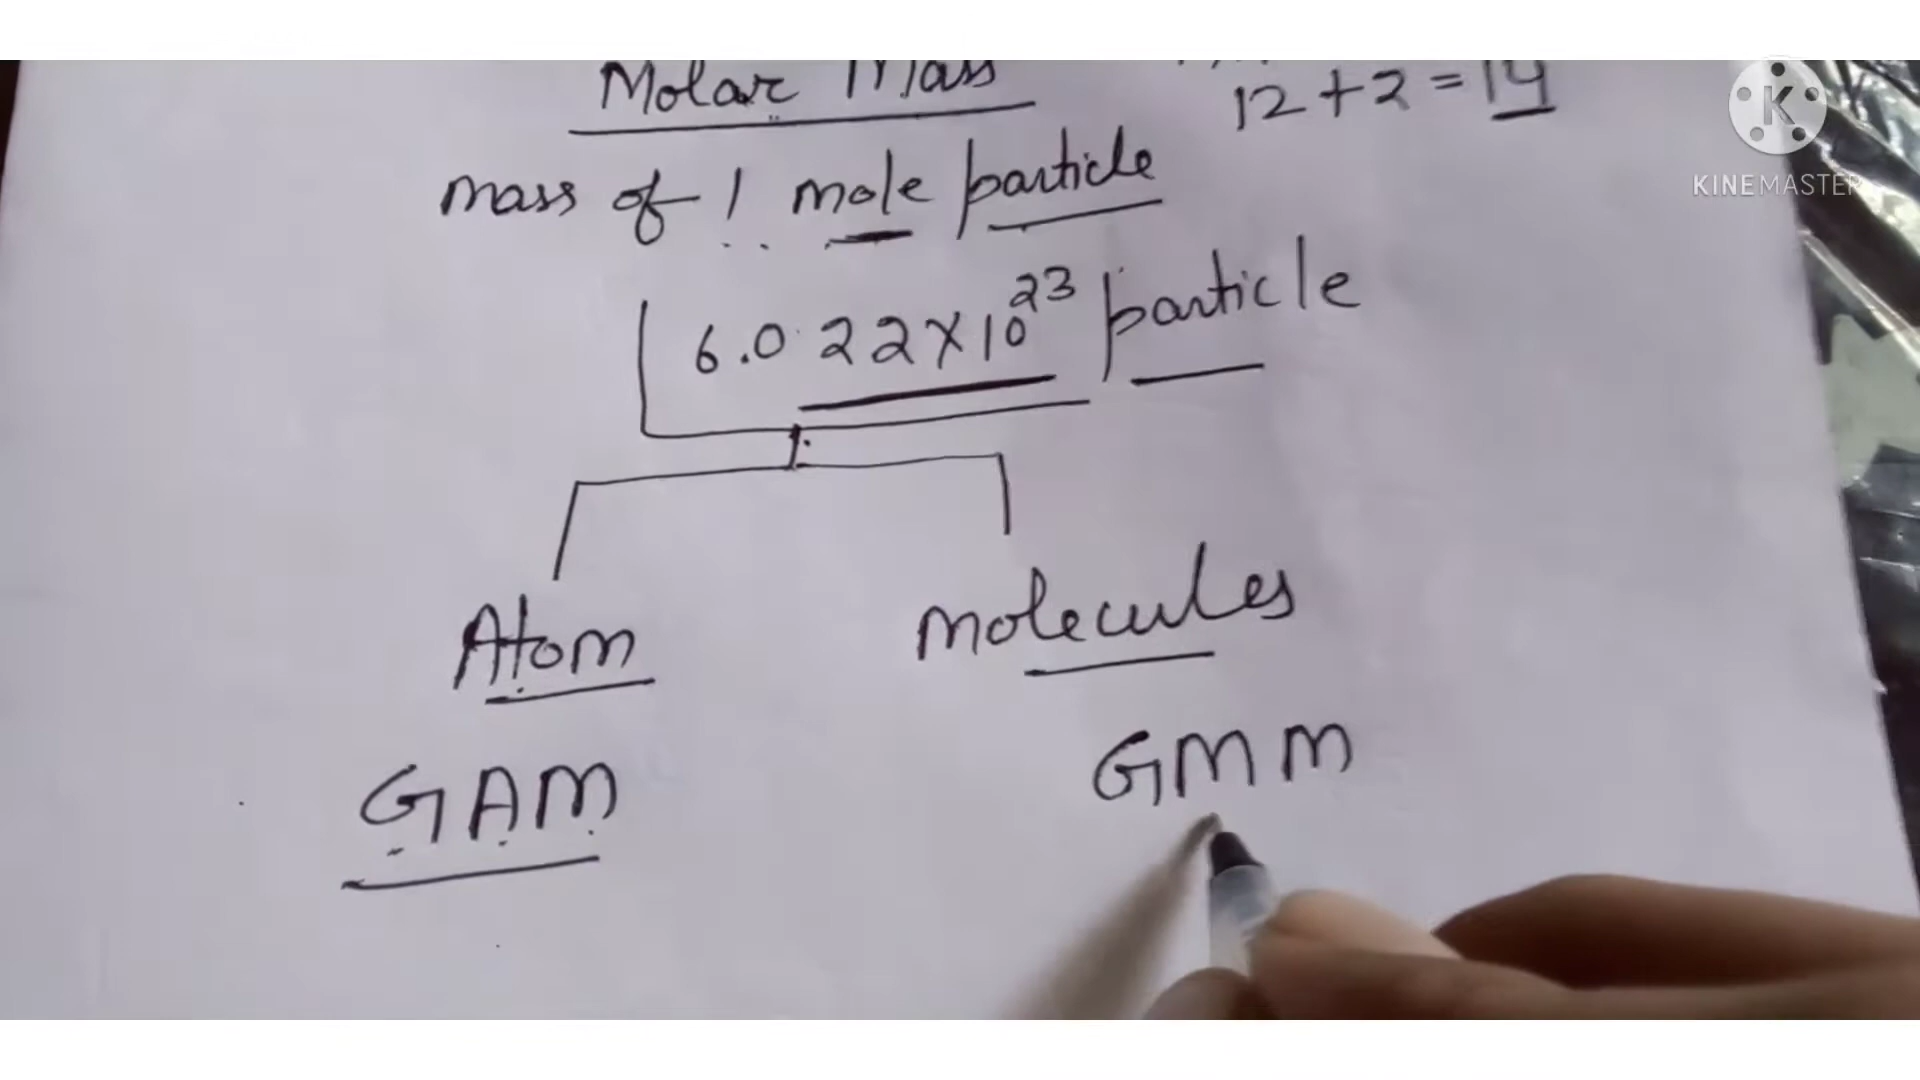 Molar Mass
12+2=14
mass of 1 mole particle
6.022×10²³ particle
Atom
Molecules
GAM
GMM
KINEMASTER